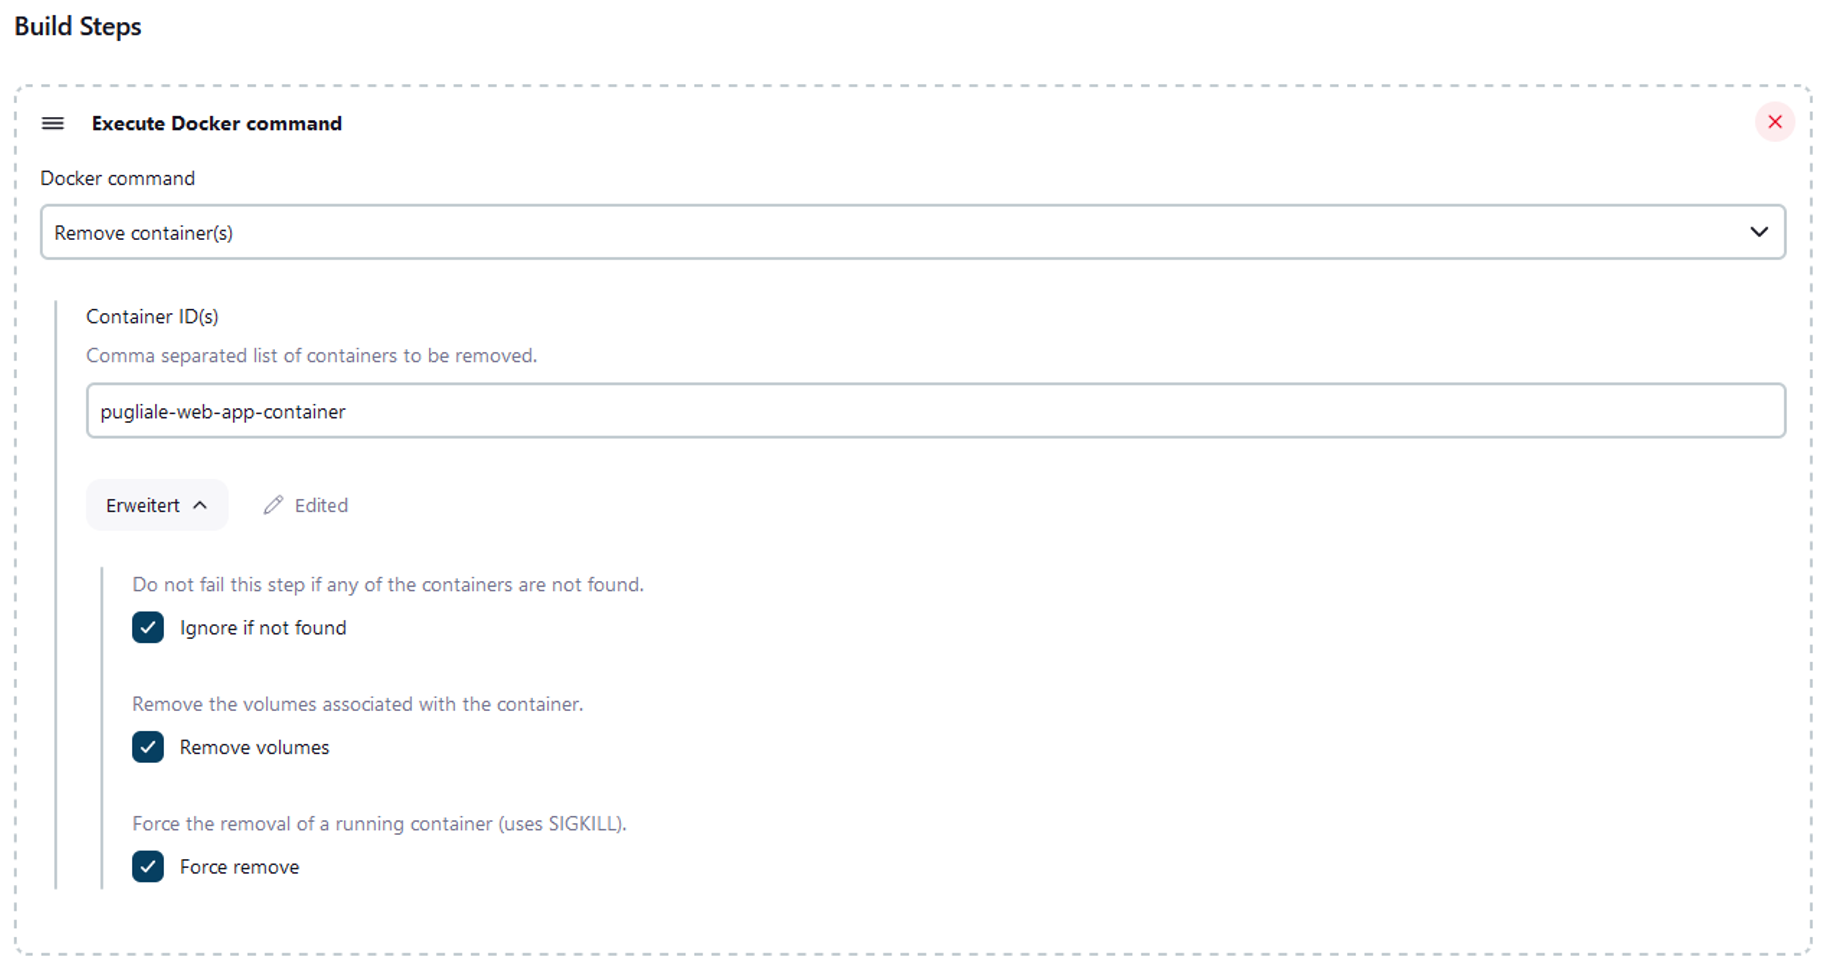 Build Steps
Execute Docker command
Docker command
Remove container(s)
Container ID(s)
Comma separated list of containers to be removed.
pugliale-web-app-container
Erweitert
Edited
Do not fail this step if any of the containers are not found.
Ignore if not found
Remove the volumes associated with the container.
Remove volumes
Force the removal of a running container (uses SIGKILL).
Force remove